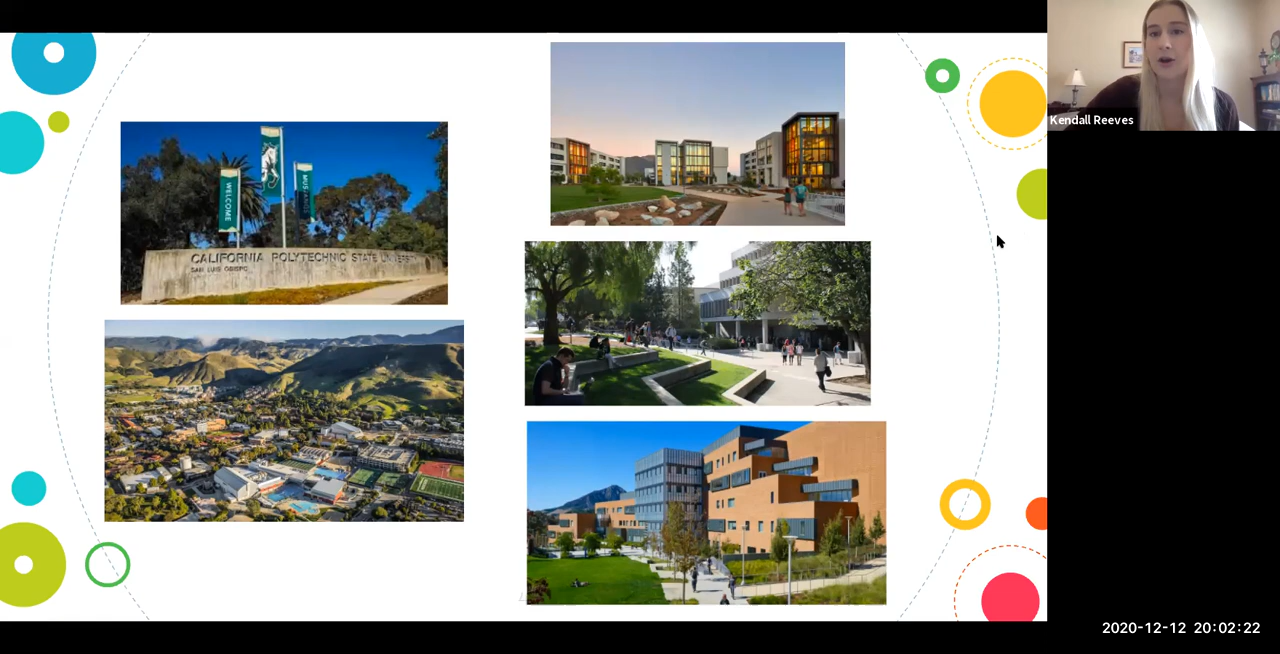 WELCOME
CALIFORNIA POLYTECHNIC STATE UNIVERSITY
SAN LUIS OBISPO
Kendall Reeves
2020-12-12 20:02:22